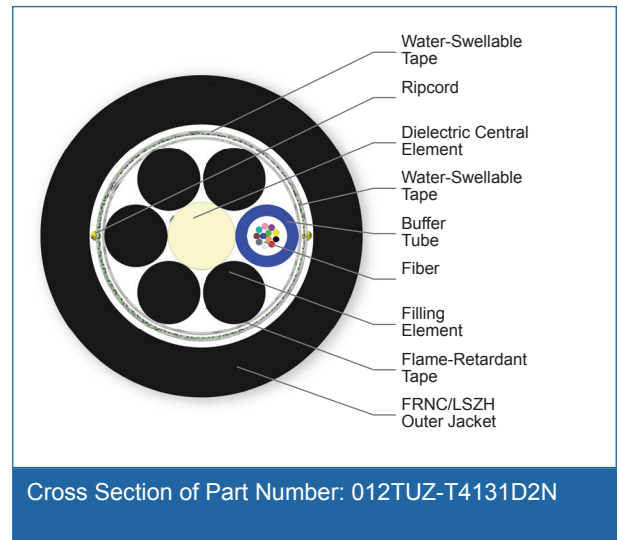 Water-Swellable
Tape
Ripcord
Dielectric Central
Element
Water-Swellable
Tape
Buffer
Tube
Fiber
Filling
Element
Flame-Retardant
Tape
FRNC/LSZH
Outer Jacket
Cross Section of Part Number: 012TUZ-T4131D2N